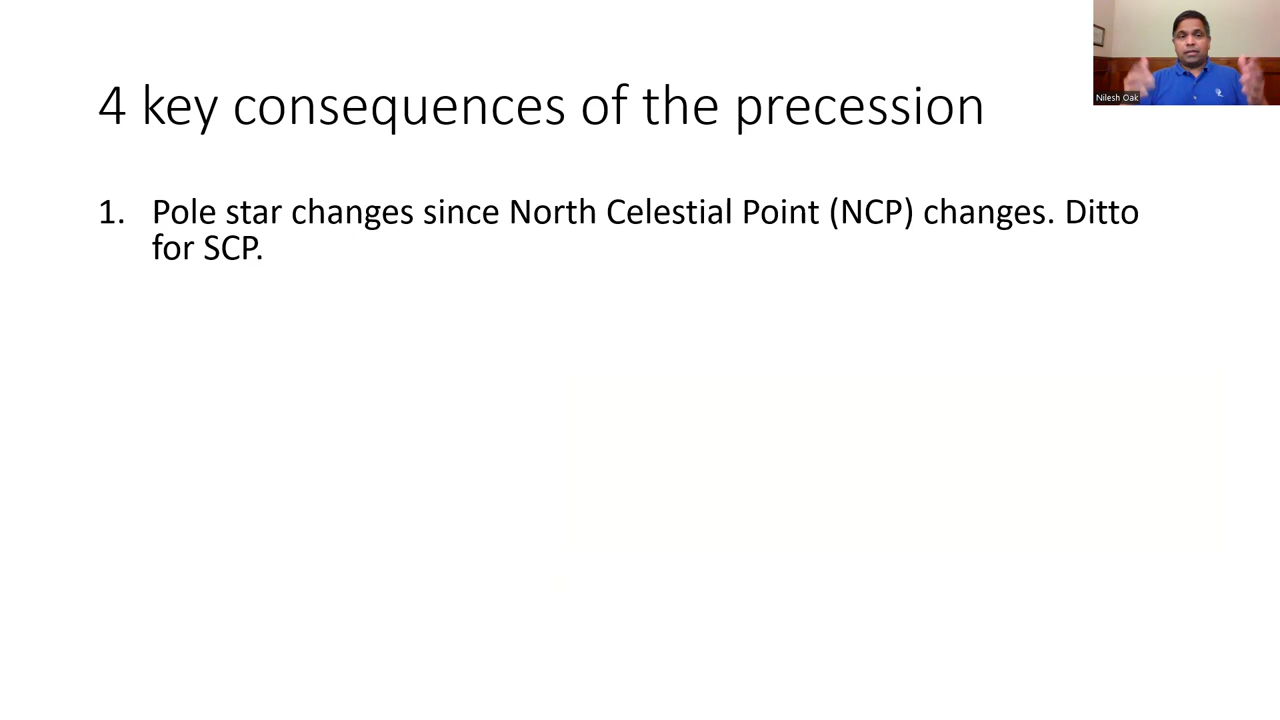 4 key consequences of the precession
1. Pole star changes since North Celestial Point (NCP) changes. Ditto
for SCP.
Nilesh Oak